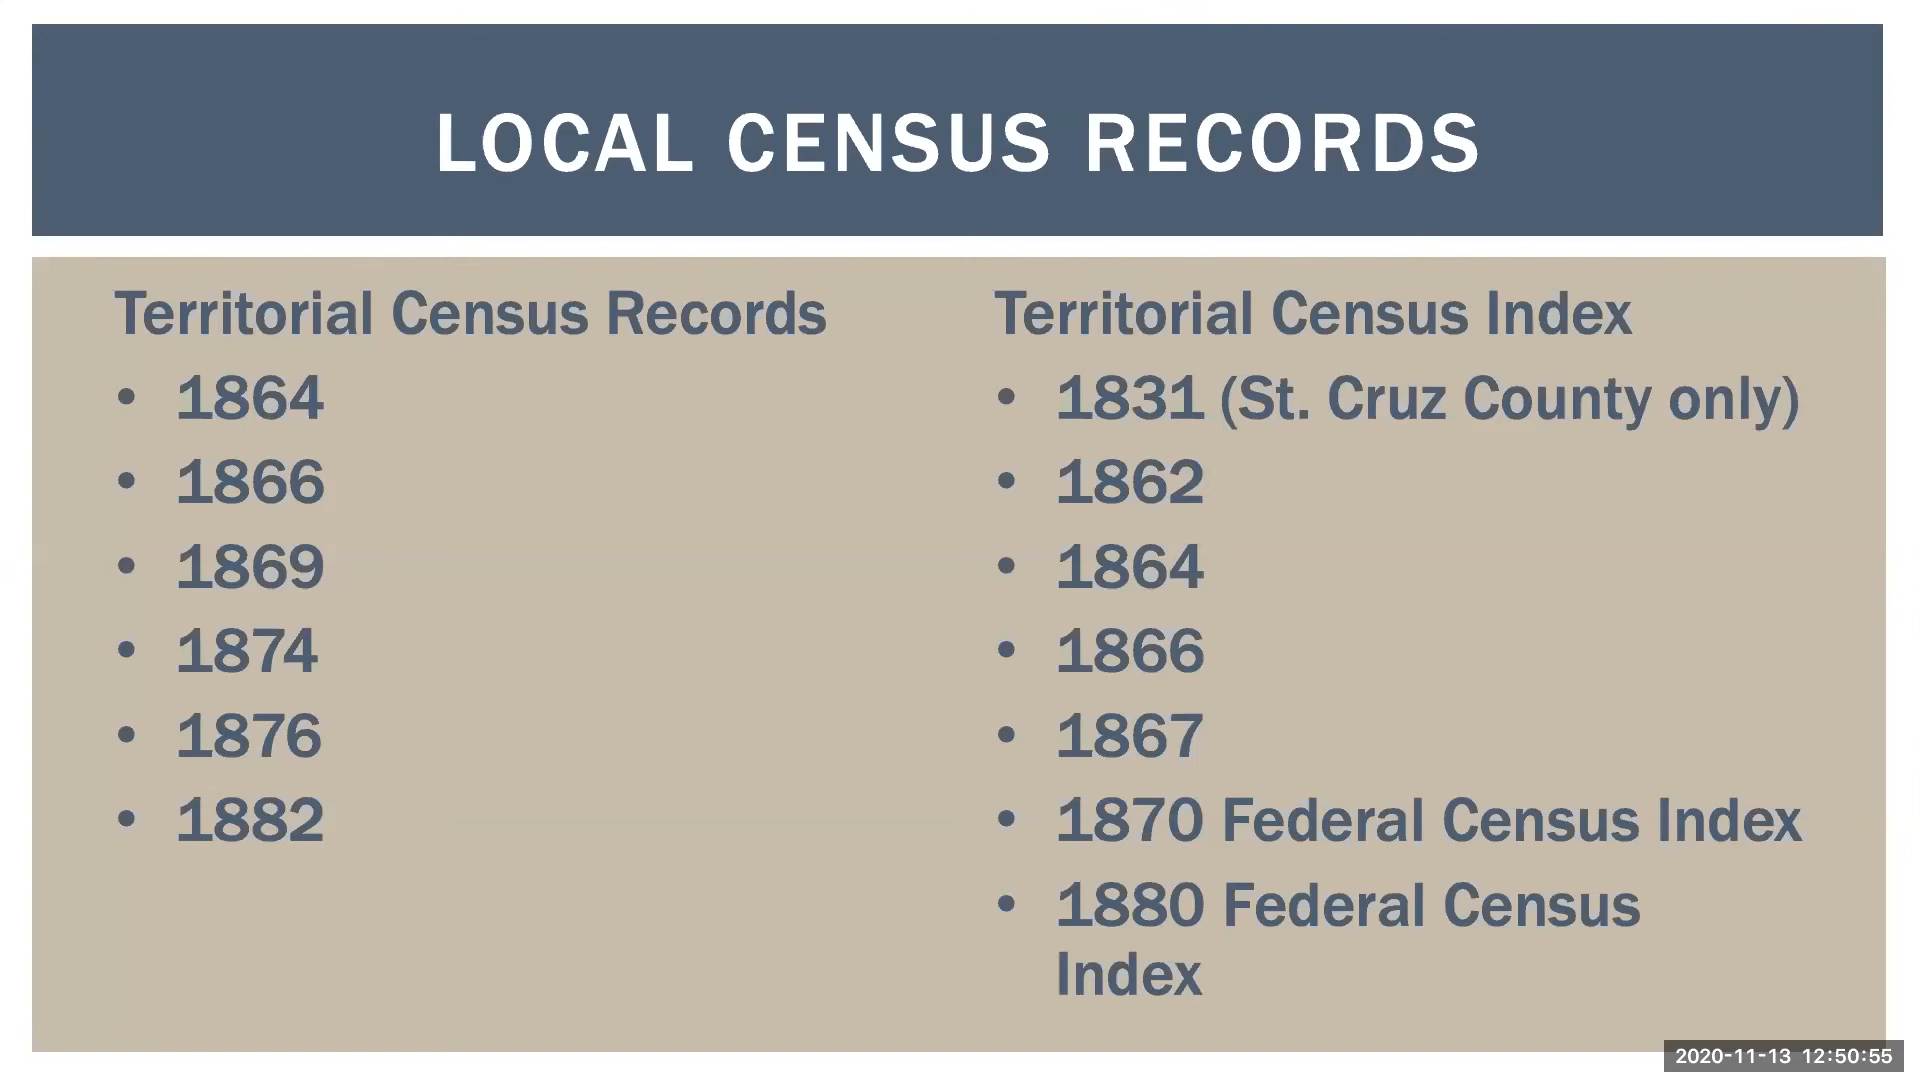 LOCAL CENSUS RECORDS
Territorial Census Records
• 1864
• 1866
• 1869
• 1874
• 1876
• 1882
Territorial Census Index
• 1831 (St. Cruz County only)
• 1862
• 1864
• 1866
• 1867
• 1870 Federal Census Index
• 1880 Federal Census
Index
2020-11-13 12:50:55